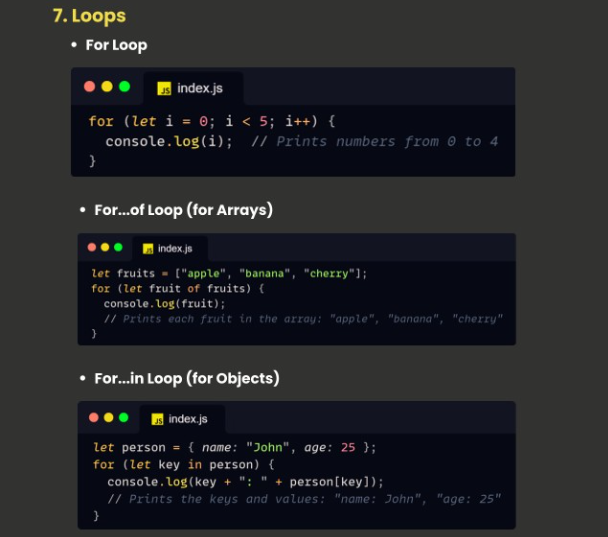 7. Loops
• For Loop
JS index.js
for (let i = 0; i < 5; i++) {
  console.log(i);  // Prints numbers from 0 to 4
}
• For...of Loop (for Arrays)
JS index.js
let fruits = ["apple", "banana", "cherry"];
for (let fruit of fruits) {
  console.log(fruit);
  // Prints each fruit in the array: "apple", "banana", "cherry"
}
• For...in Loop (for Objects)
JS index.js
let person = { name: "John", age: 25 };
for (let key in person) {
  console.log(key + ": " + person[key]);
  // Prints the keys and values: "name: John", "age: 25"
}